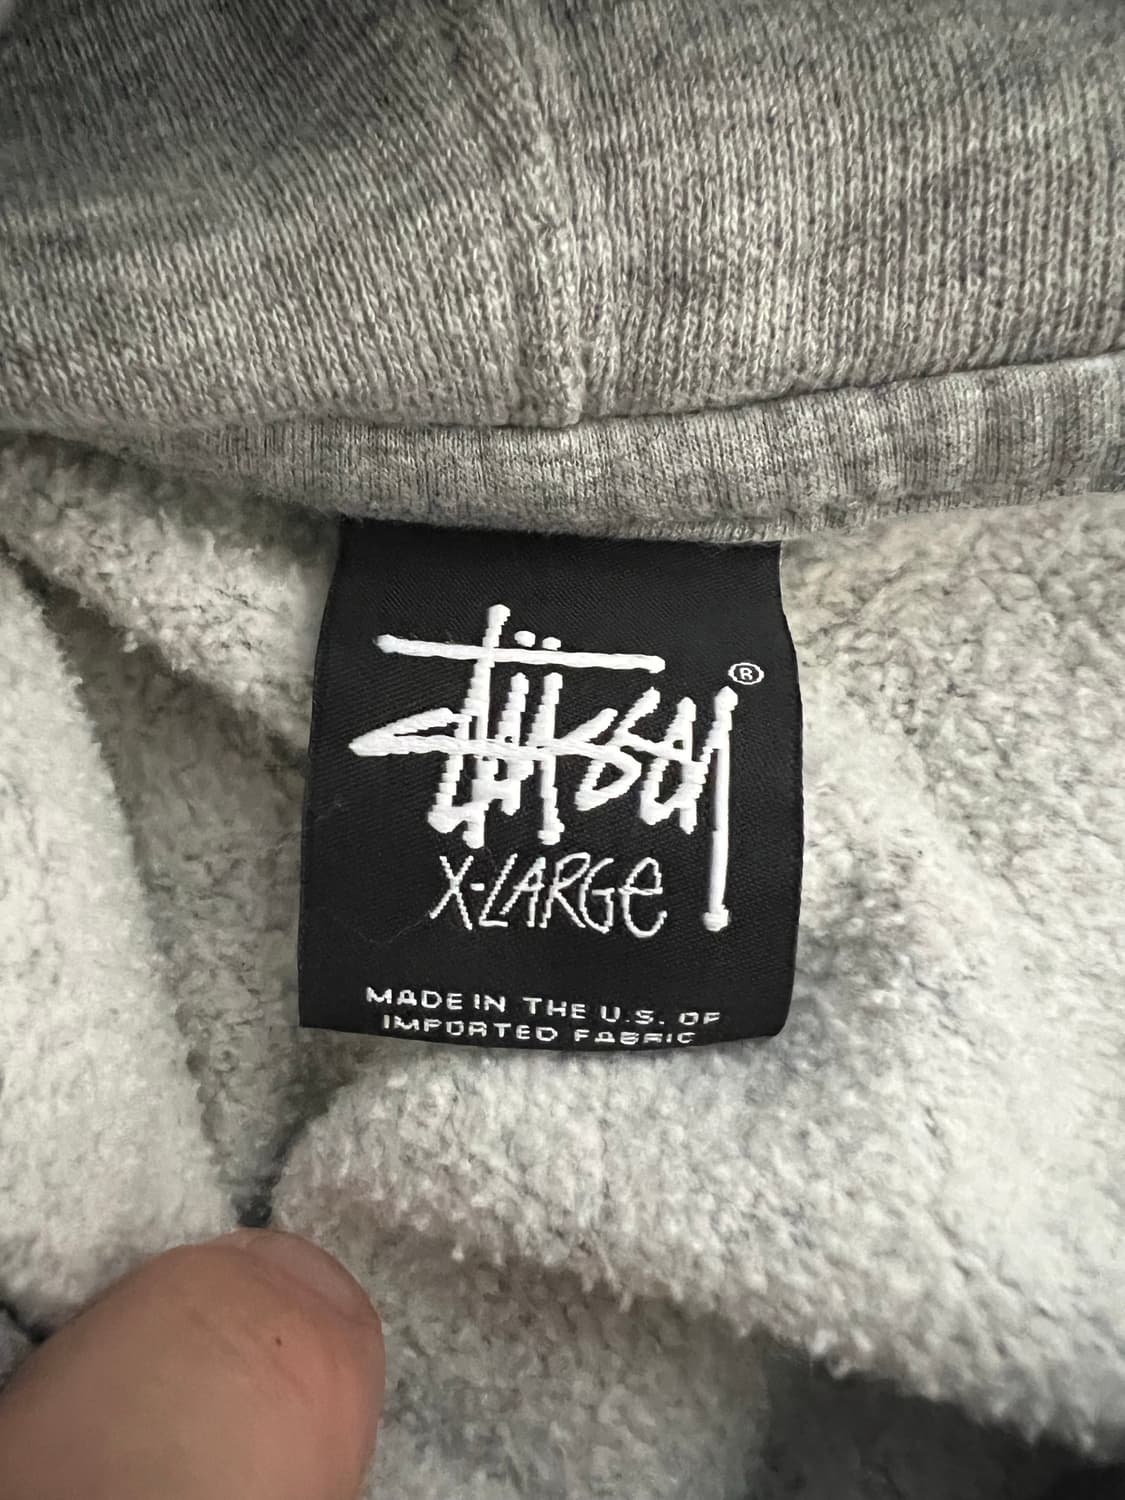 Stüssy ®
X-LARGe
MADE IN THE U.S. OF
IMPORTED FABRIC